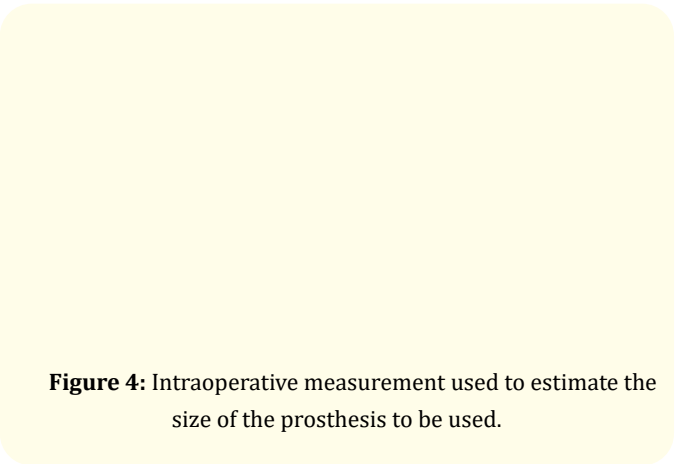 Figure 4: Intraoperative measurement used to estimate the
size of the prosthesis to be used.